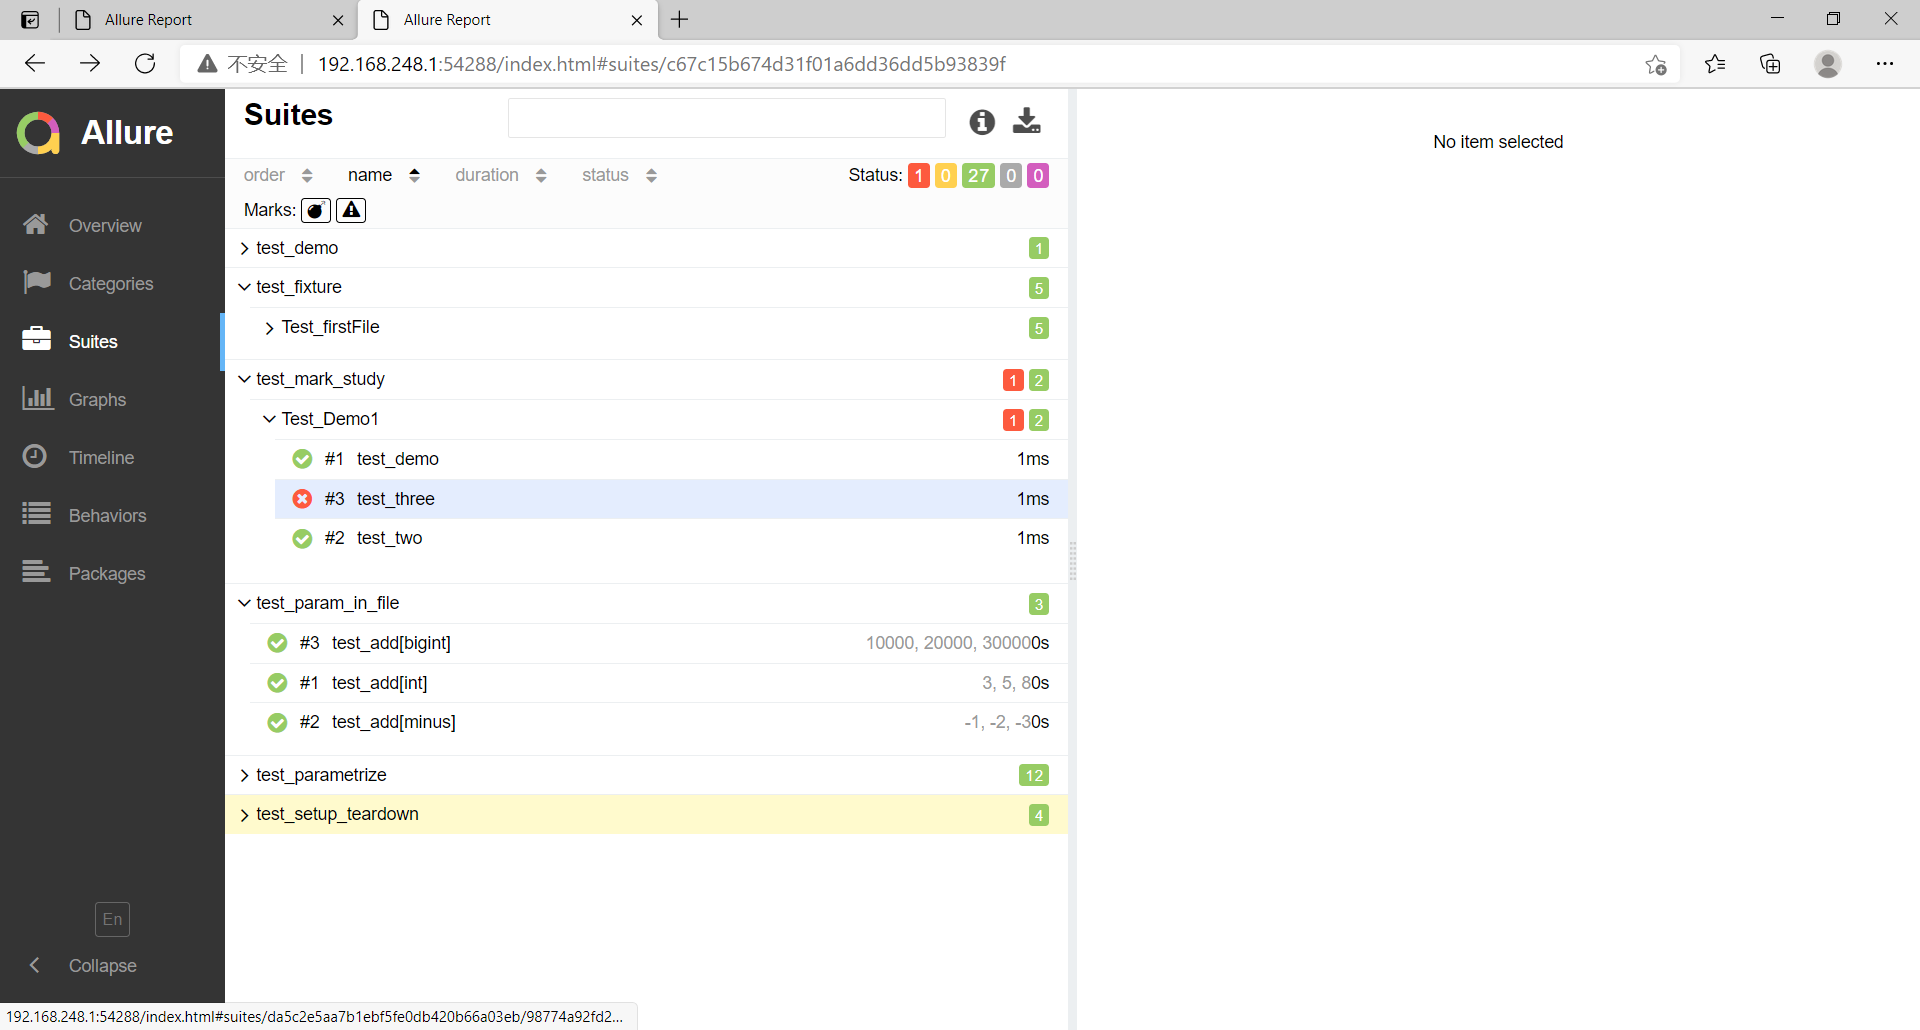 Allure Report
Allure Report
不安全 | 192.168.248.1:54288/index.html#suites/c67c15b674d31f01a6dd36dd5b93839f
Allure
Overview
Categories
Suites
Graphs
Timeline
Behaviors
Packages
En
Collapse
Suites
order name duration status Status: 1 0 27 0 0
Marks:
test_demo 1
test_fixture 5
Test_firstFile 5
test_mark_study 1 2
Test_Demo1 1 2
#1 test_demo 1ms
#3 test_three 1ms
#2 test_two 1ms
test_param_in_file 3
#3 test_add[bigint] 10000, 20000, 300000s
#1 test_add[int] 3, 5, 80s
#2 test_add[minus] -1, -2, -30s
test_parametrize 12
test_setup_teardown 4
No item selected
192.168.248.1:54288/index.html#suites/da5c2e5aa7b1ebf5fe0db420b66a03eb/98774a92fd2...